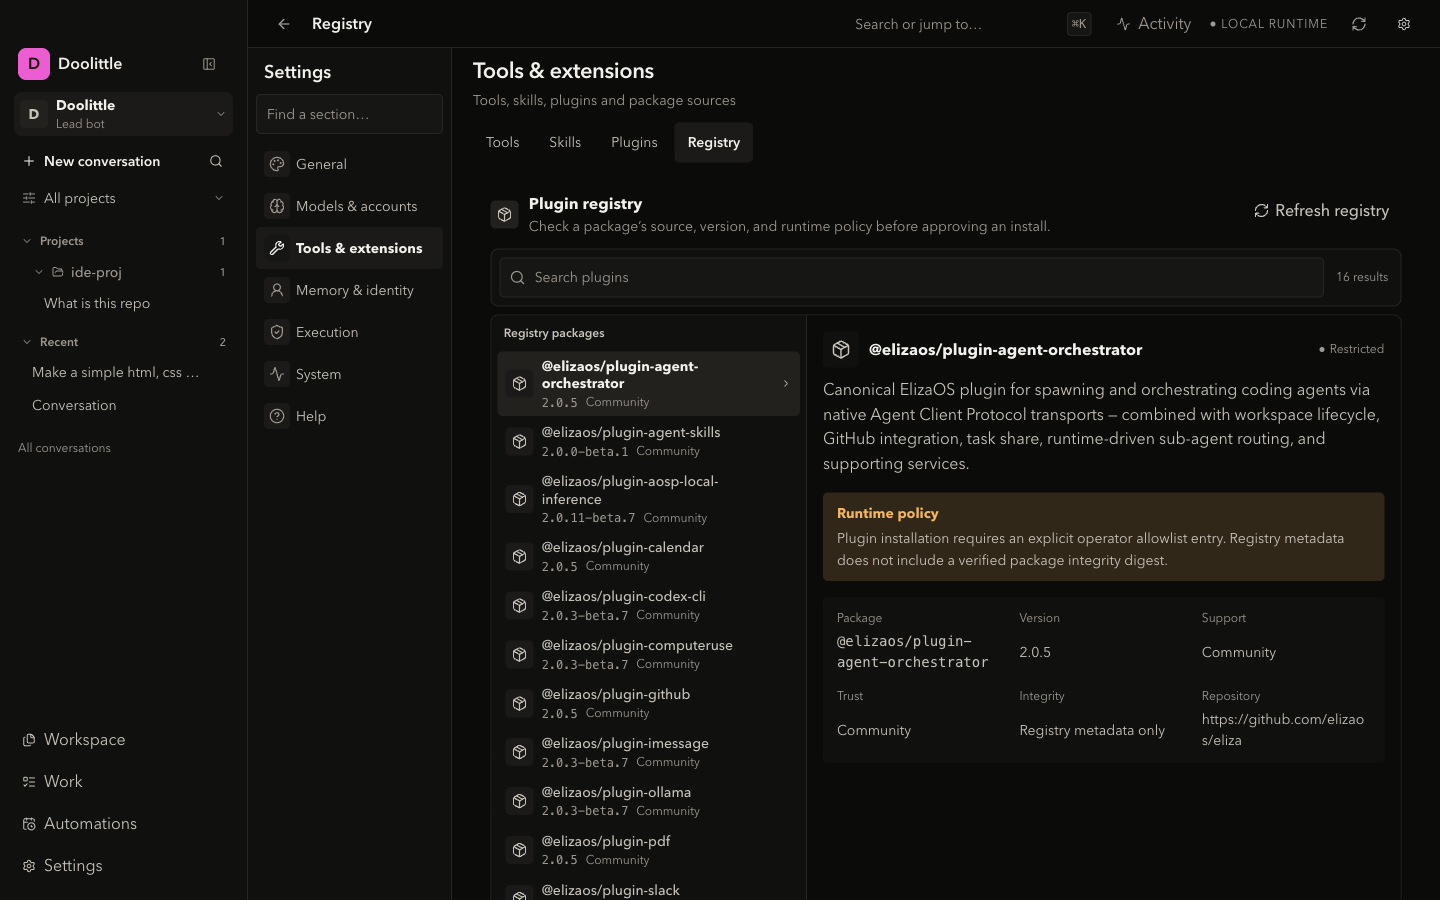 D Doolittle
D Doolittle
Lead bot
New conversation
All projects
Projects 1
ide-proj 1
What is this repo
Recent 2
Make a simple html, css …
Conversation
All conversations
Workspace
Work
Automations
Settings
Registry
Search or jump to… ⌘K
Activity
LOCAL RUNTIME
Settings
Find a section…
General
Models & accounts
Tools & extensions
Memory & identity
Execution
System
Help
Tools & extensions
Tools, skills, plugins and package sources
Tools Skills Plugins Registry
Plugin registry
Check a package's source, version, and runtime policy before approving an install.
Refresh registry
Search plugins
16 results
Registry packages
@elizaos/plugin-agent-
orchestrator
2.0.5 Community
@elizaos/plugin-agent-skills
2.0.0-beta.1 Community
@elizaos/plugin-aosp-local-
inference
2.0.11-beta.7 Community
@elizaos/plugin-calendar
2.0.5 Community
@elizaos/plugin-codex-cli
2.0.3-beta.7 Community
@elizaos/plugin-computeruse
2.0.3-beta.7 Community
@elizaos/plugin-github
2.0.5 Community
@elizaos/plugin-imessage
2.0.3-beta.7 Community
@elizaos/plugin-ollama
2.0.3-beta.7 Community
@elizaos/plugin-pdf
2.0.5 Community
@elizaos/plugin-slack
@elizaos/plugin-agent-orchestrator
Restricted
Canonical ElizaOS plugin for spawning and orchestrating coding agents via
native Agent Client Protocol transports — combined with workspace lifecycle,
GitHub integration, task share, runtime-driven sub-agent routing, and
supporting services.
Runtime policy
Plugin installation requires an explicit operator allowlist entry. Registry metadata
does not include a verified package integrity digest.
Package Version Support
@elizaos/plugin-
agent-orchestrator
2.0.5
Community
Trust Integrity Repository
Community
Registry metadata only
https://github.com/elizao
s/eliza